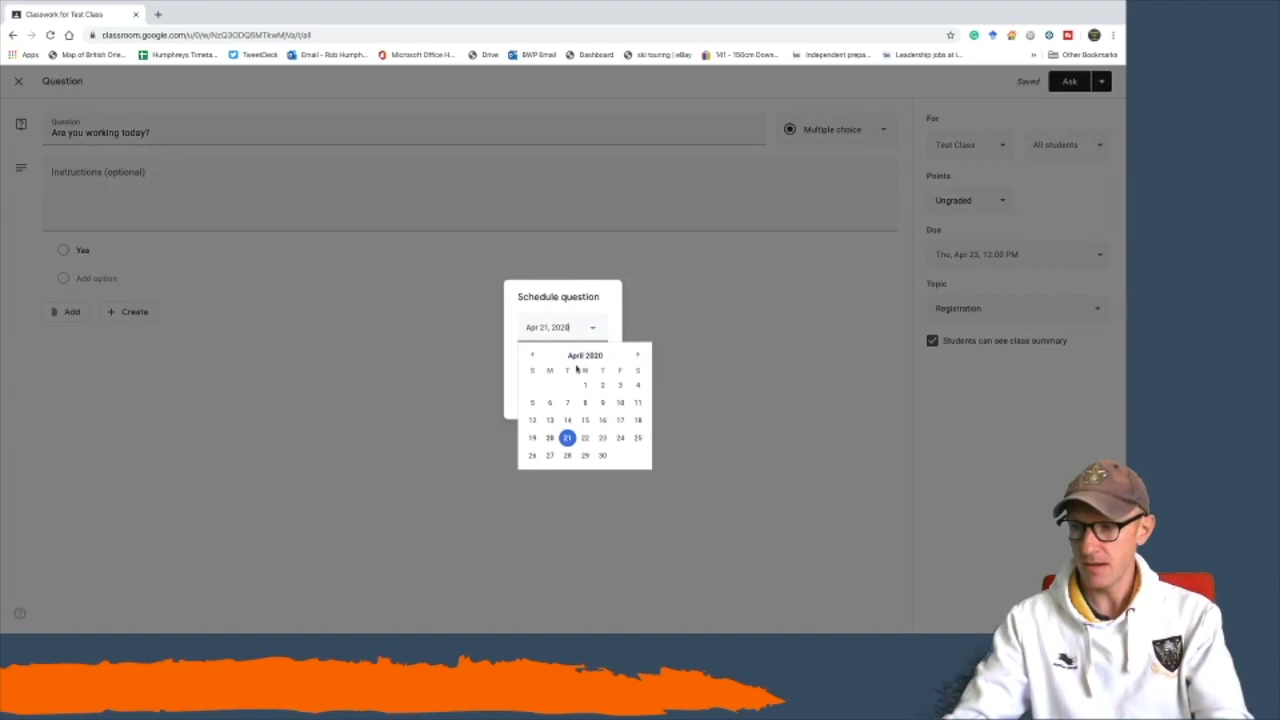 Classwork for Test Class
classroom.google.com/u/0/w/NzQ3ODQ5MTkwMjVa/t/all
Apps
Map of British Orie...
Humphreys Timeta...
TweetDeck
Email - Rob Humph...
Microsoft Office H...
Drive
BWP Email
Dashboard
ski touring | eBay
141 - 150cm Down...
Independent prepa...
Leadership jobs at i...
»
Other Bookmarks
Question
Saved
Ask
Question
Are you working today?
Multiple choice
Instructions (optional)
Yes
Add option
Add
Create
For
Test Class
All students
Points
Ungraded
Due
Thu, Apr 23, 12:00 PM
Topic
Registration
Students can see class summary
Schedule question
Apr 21, 2020
April 2020
S M T W T F S
1 2 3 4
5 6 7 8 9 10 11
12 13 14 15 16 17 18
19 20 21 22 23 24 25
26 27 28 29 30